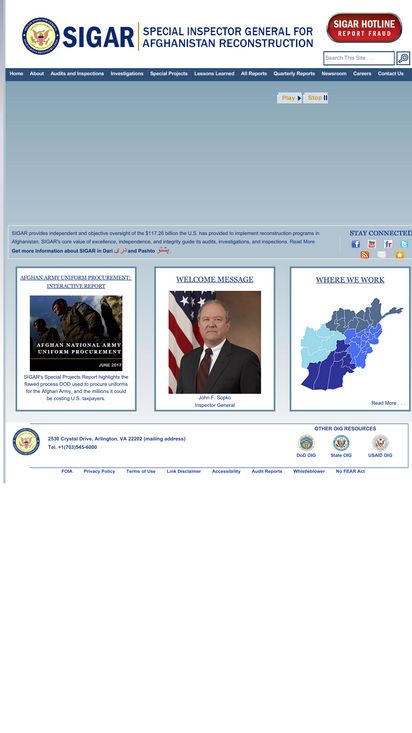 SIGAR
SPECIAL INSPECTOR GENERAL FOR
AFGHANISTAN RECONSTRUCTION
SIGAR HOTLINE
REPORT FRAUD
Search This Site . . .
Home About Audits and Inspections Investigations Special Projects Lessons Learned All Reports Quarterly Reports Newsroom Careers Contact Us
Play Stop
SIGAR provides independent and objective oversight of the $117.26 billion the U.S. has provided to implement reconstruction programs in
Afghanistan. SIGAR's core value of excellence, independence, and integrity guide its audits, investigations, and inspections. Read More
Get more information about SIGAR in Dari دری and Pashto پښتو.
STAY CONNECTED
AFGHAN ARMY UNIFORM PROCUREMENT:
INTERACTIVE REPORT
AFGHAN NATIONAL ARMY
UNIFORM PROCUREMENT
JUNE 2017
SIGAR's Special Projects Report highlights the
flawed process DOD used to procure uniforms
for the Afghan Army, and the millions it could
be costing U.S. taxpayers.
WELCOME MESSAGE
John F. Sopko
Inspector General
WHERE WE WORK
Read More . . .
2530 Crystal Drive, Arlington, VA 22202 (mailing address)
Tel. +1(703)545-6000
OTHER OIG RESOURCES
DoD OIG State OIG USAID OIG
FOIA Privacy Policy Terms of Use Link Disclaimer Accessibility Audit Reports Whistleblower No FEAR Act